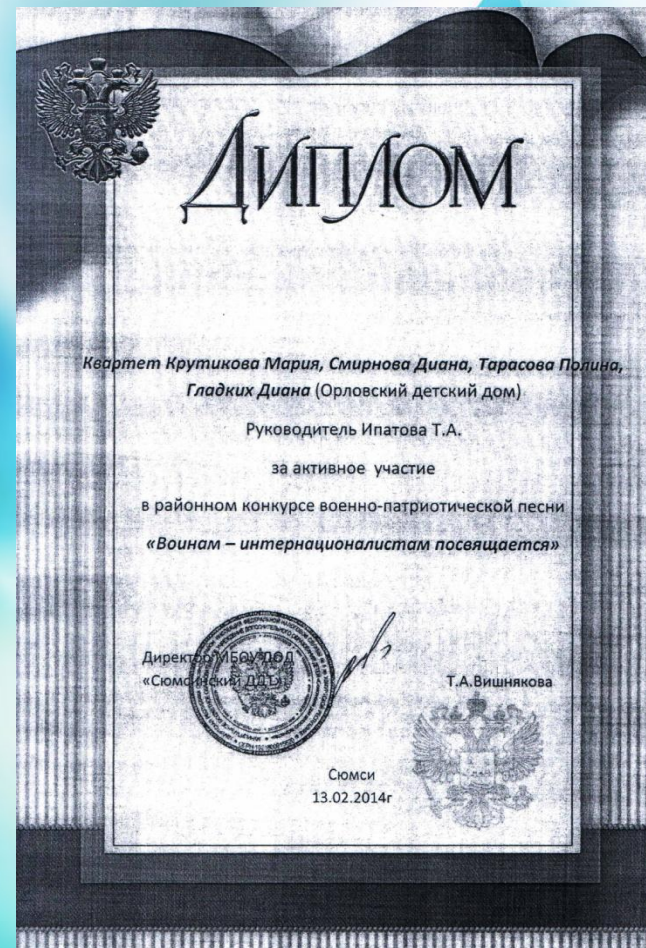 ДИПЛОМ
Квартет Крутикова Мария, Смирнова Диана, Тарасова Полина,
Гладких Диана (Орловский детский дом)
Руководитель Ипатова Т.А.
за активное участие
в районном конкурсе военно-патриотической песни
«Воинам – интернационалистам посвящается»
Директор МБОУ ДОД
«Сюмсинский ДДТ» Т.А.Вишнякова
Сюмси
13.02.2014г